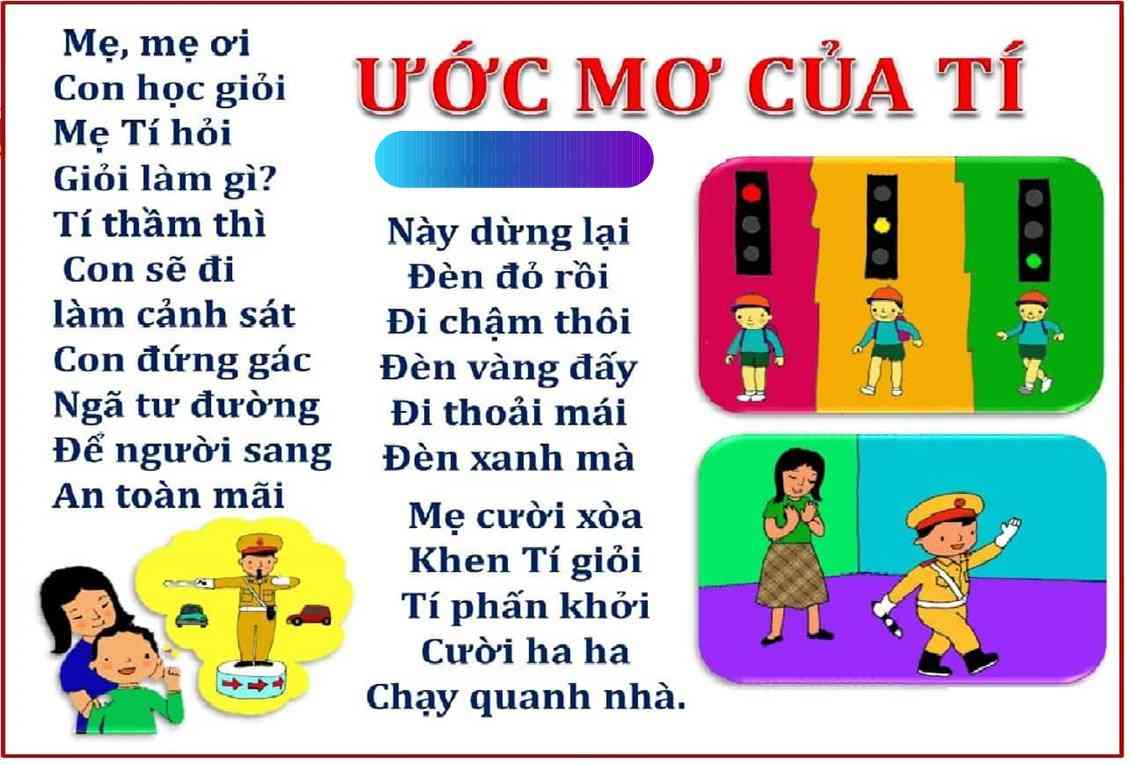 ƯỚC MƠ CỦA TÍ
Mẹ, mẹ ơi
Con học giỏi
Mẹ Tí hỏi
Giỏi làm gì?
Tí thầm thì
Con sẽ đi
làm cảnh sát
Con đứng gác
Ngã tư đường
Để người sang
An toàn mãi
Này dừng lại
Đèn đỏ rồi
Đi chậm thôi
Đèn vàng đấy
Đi thoải mái
Đèn xanh mà
Mẹ cười xòa
Khen Tí giỏi
Tí phấn khởi
Cười ha ha
Chạy quanh nhà.